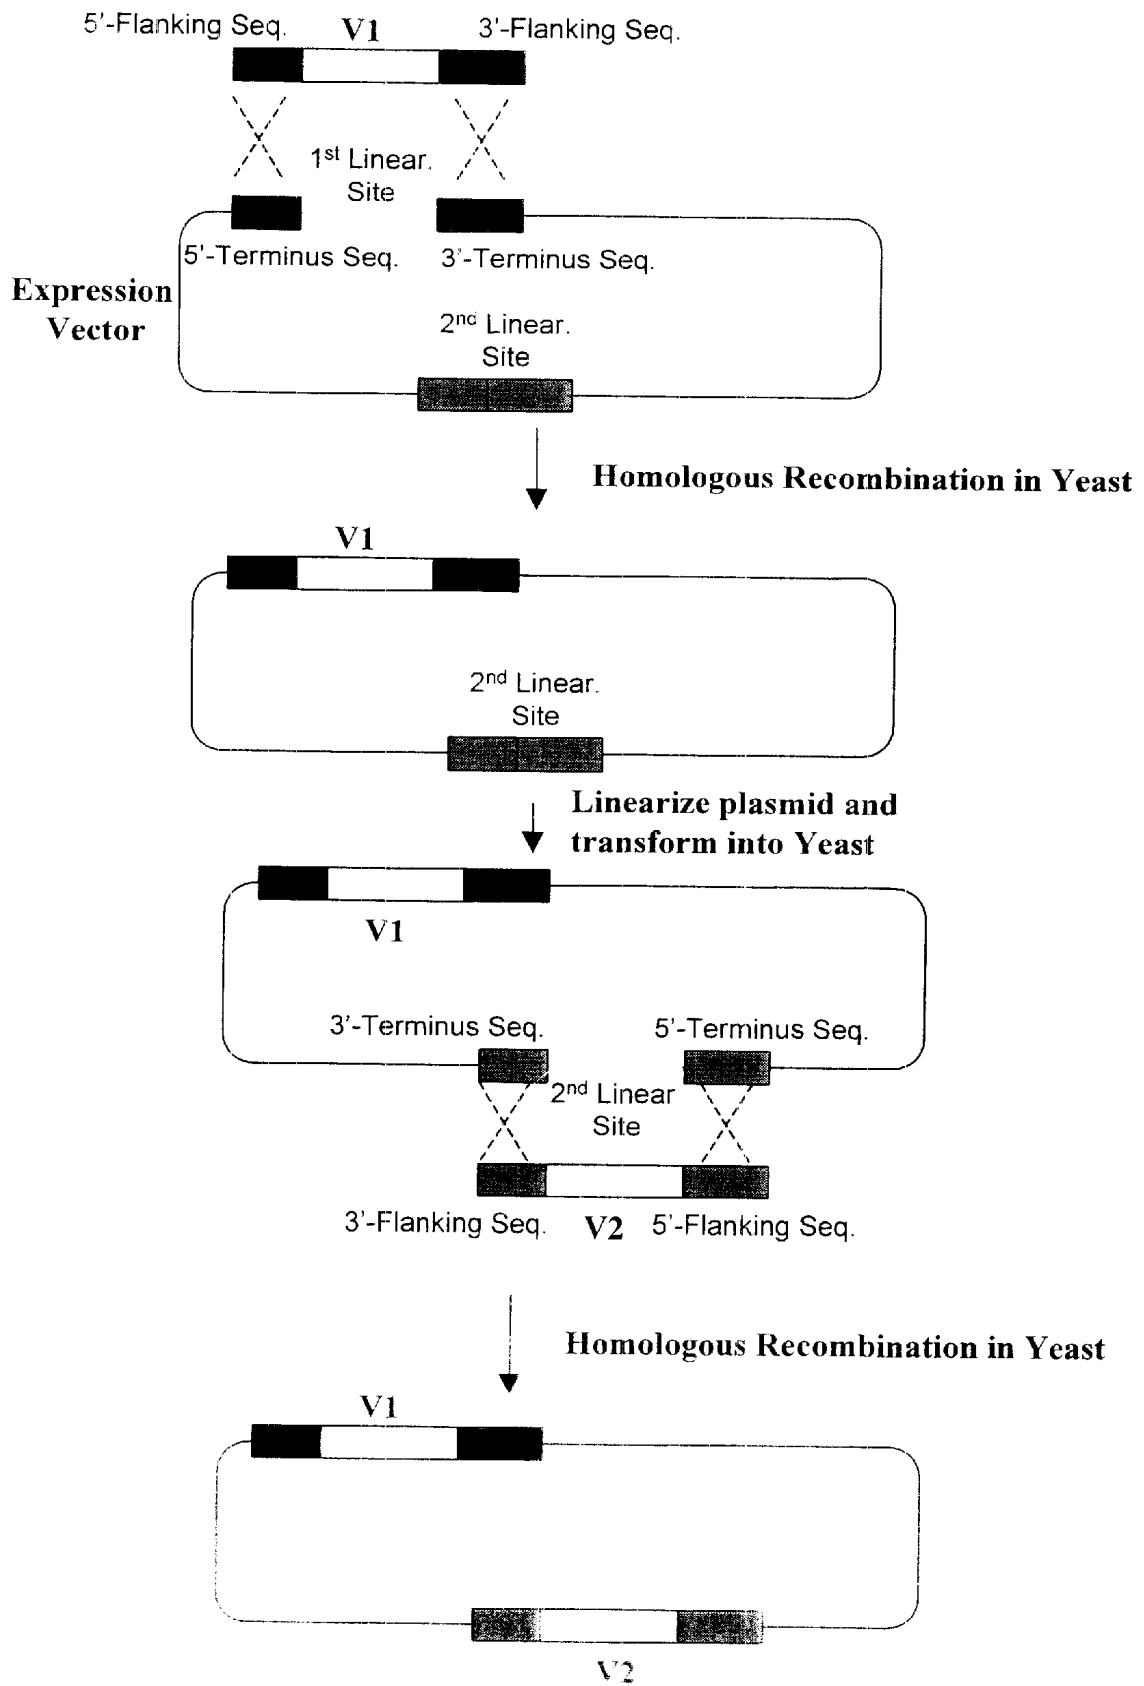 5'-Flanking Seq.
V1
3'-Flanking Seq.
1st Linear.
Site
5'-Terminus Seq.
3'-Terminus Seq.
Expression
Vector
2nd Linear.
Site
Homologous Recombination in Yeast
V1
2nd Linear.
Site
Linearize plasmid and
transform into Yeast
V1
3'-Terminus Seq.
5'-Terminus Seq.
2nd Linear
Site
3'-Flanking Seq.
V2
5'-Flanking Seq.
Homologous Recombination in Yeast
V1
V2